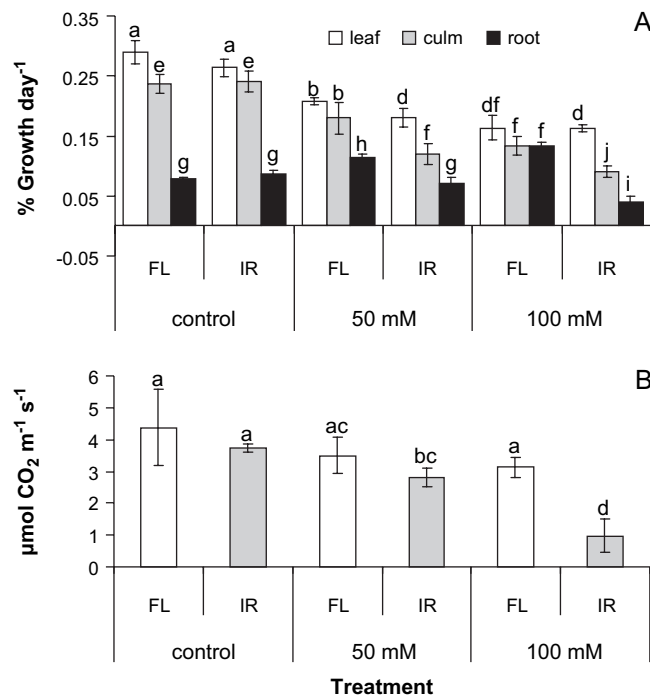 A
leaf culm root
% Growth day⁻¹
0.35
0.25
0.15
0.05
-0.05
a e g a e g b b h d f g df f f d j i
FL IR FL IR FL IR
control 50 mM 100 mM
B
µmol CO₂ m⁻¹ s⁻¹
6
5
4
3
2
1
0
a a ac bc a d
FL IR FL IR FL IR
control 50 mM 100 mM
Treatment